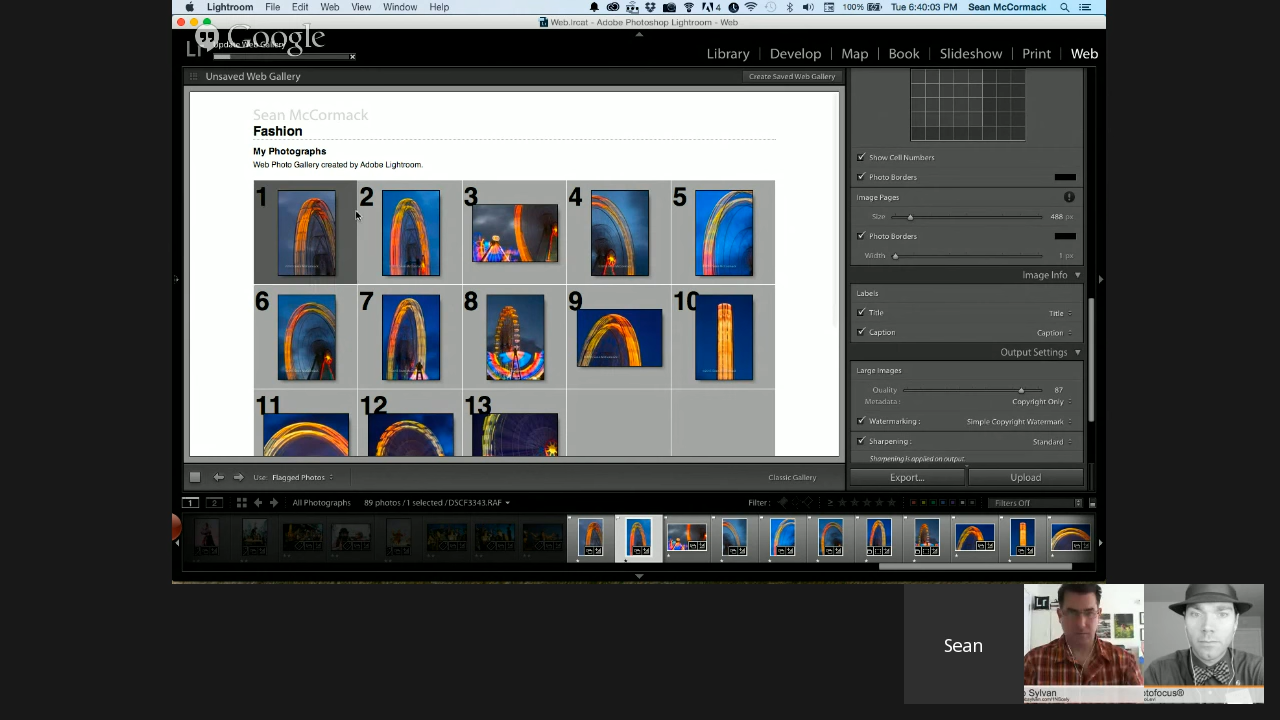 Lightroom File Edit Web View Window Help
4 100% Tue 6:40:03 PM Sean McCormack
Web.lrcat - Adobe Photoshop Lightroom - Web
Google
Update Web Gallery
Library Develop Map Book Slideshow Print Web
Unsaved Web Gallery Create Saved Web Gallery
Sean McCormack
Fashion
My Photographs
Web Photo Gallery created by Adobe Lightroom.
1 2 3 4 5
6 7 8 9 10
11 12 13
Show Cell Numbers
Photo Borders
Image Pages
Size 488 px
Photo Borders
Width 1 px
Image Info
Labels
Title Title
Caption Caption
Output Settings
Large Images
Quality 87
Metadata: Copyright Only
Watermarking: Simple Copyright Watermark
Sharpening: Standard
Sharpening is applied on output.
Export... Upload
Use: Flagged Photos Classic Gallery
1 2 All Photographs 89 photos / 1 selected / DSCF3343.RAF Filter: Filters Off
Sean
Lr
Sylvan
otofocus®